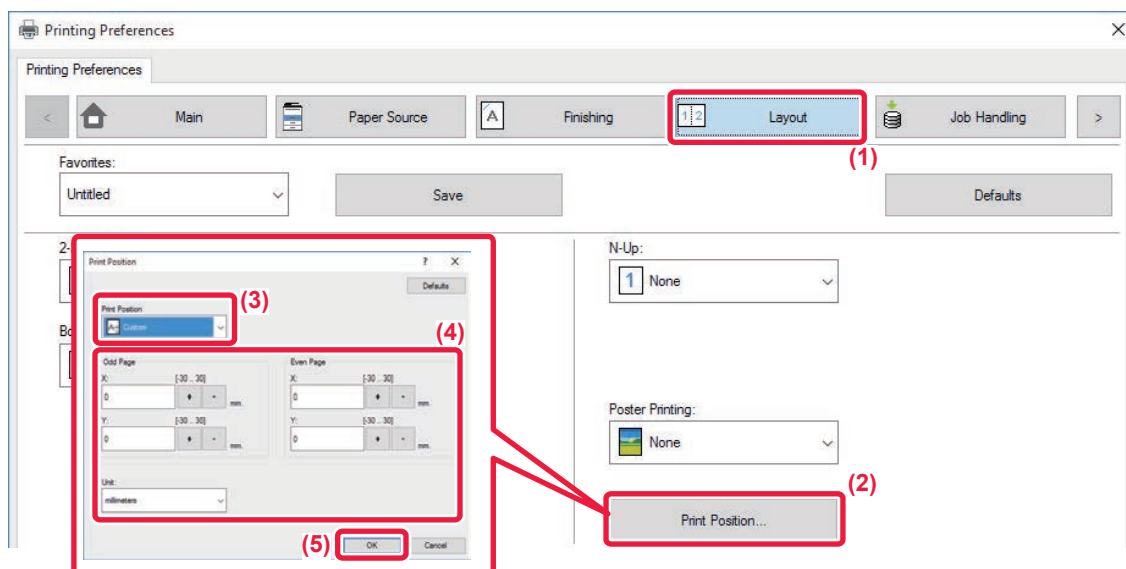 Printing Preferences
Printing Preferences
<
Main
Paper Source
A
Finishing
1 2
Layout
Job Handling
>
(1)
Favorites:
Untitled
Save
Defaults
2-
Print Position
?
X
Defaults
(3)
Print Position
Custom
(4)
Odd Page
X:
[-30 .. 30]
0
+
-
mm.
Y:
[-30 .. 30]
0
+
-
mm.
Even Page
X:
[-30 .. 30]
0
+
-
mm.
Y:
[-30 .. 30]
0
+
-
mm.
Unit:
millimeters
(5)
OK
Cancel
Bo
N-Up:
1
None
Poster Printing:
None
(2)
Print Position...